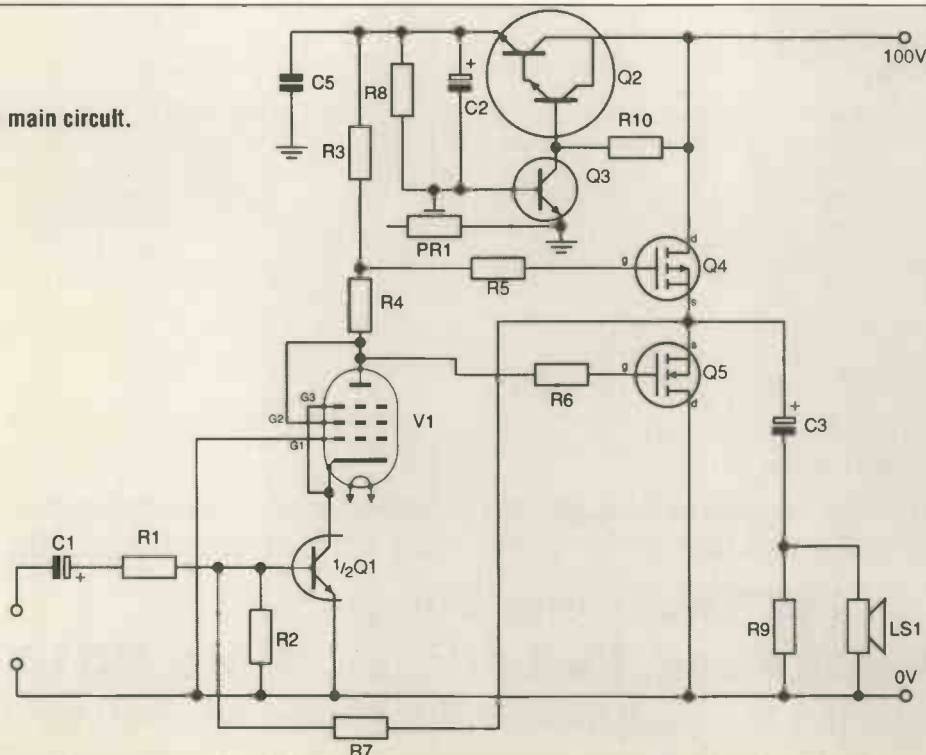 main circuit.
C5
R8
C2
Q2
100V
R3
R10
Q3
PR1
R4
R5
g
d
Q4
s
G3
G2
G1
V1
R6
g
s
Q5
d
C3
C1
R1
1/2Q1
R2
R9
LS1
0V
R7